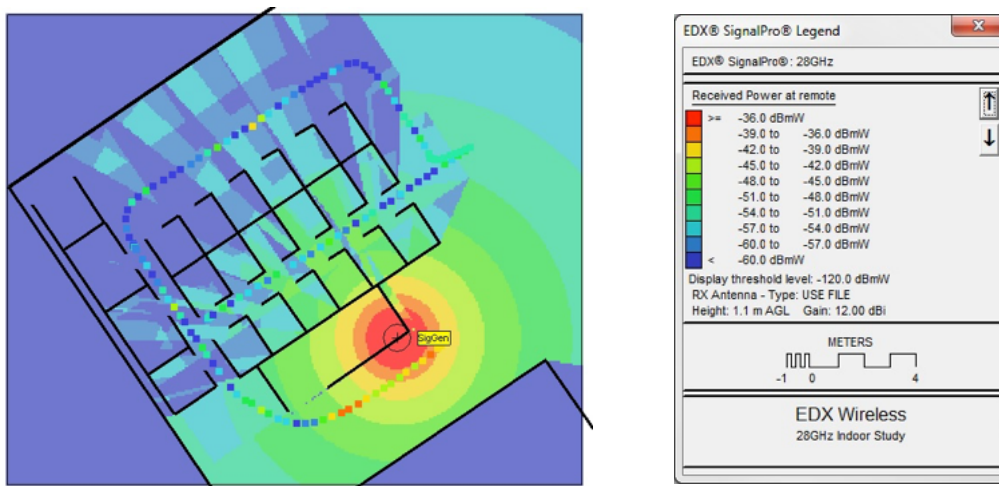 SigGen
EDX® SignalPro® Legend
EDX® SignalPro® : 28GHz
Received Power at remote
>= -36.0 dBmW
-39.0 to -36.0 dBmW
-42.0 to -39.0 dBmW
-45.0 to -42.0 dBmW
-48.0 to -45.0 dBmW
-51.0 to -48.0 dBmW
-54.0 to -51.0 dBmW
-57.0 to -54.0 dBmW
-60.0 to -57.0 dBmW
< -60.0 dBmW
Display threshold level: -120.0 dBmW
RX Antenna - Type: USE FILE
Height: 1.1 m AGL Gain: 12.00 dBi
METERS
-1 0 4
EDX Wireless
28GHz Indoor Study